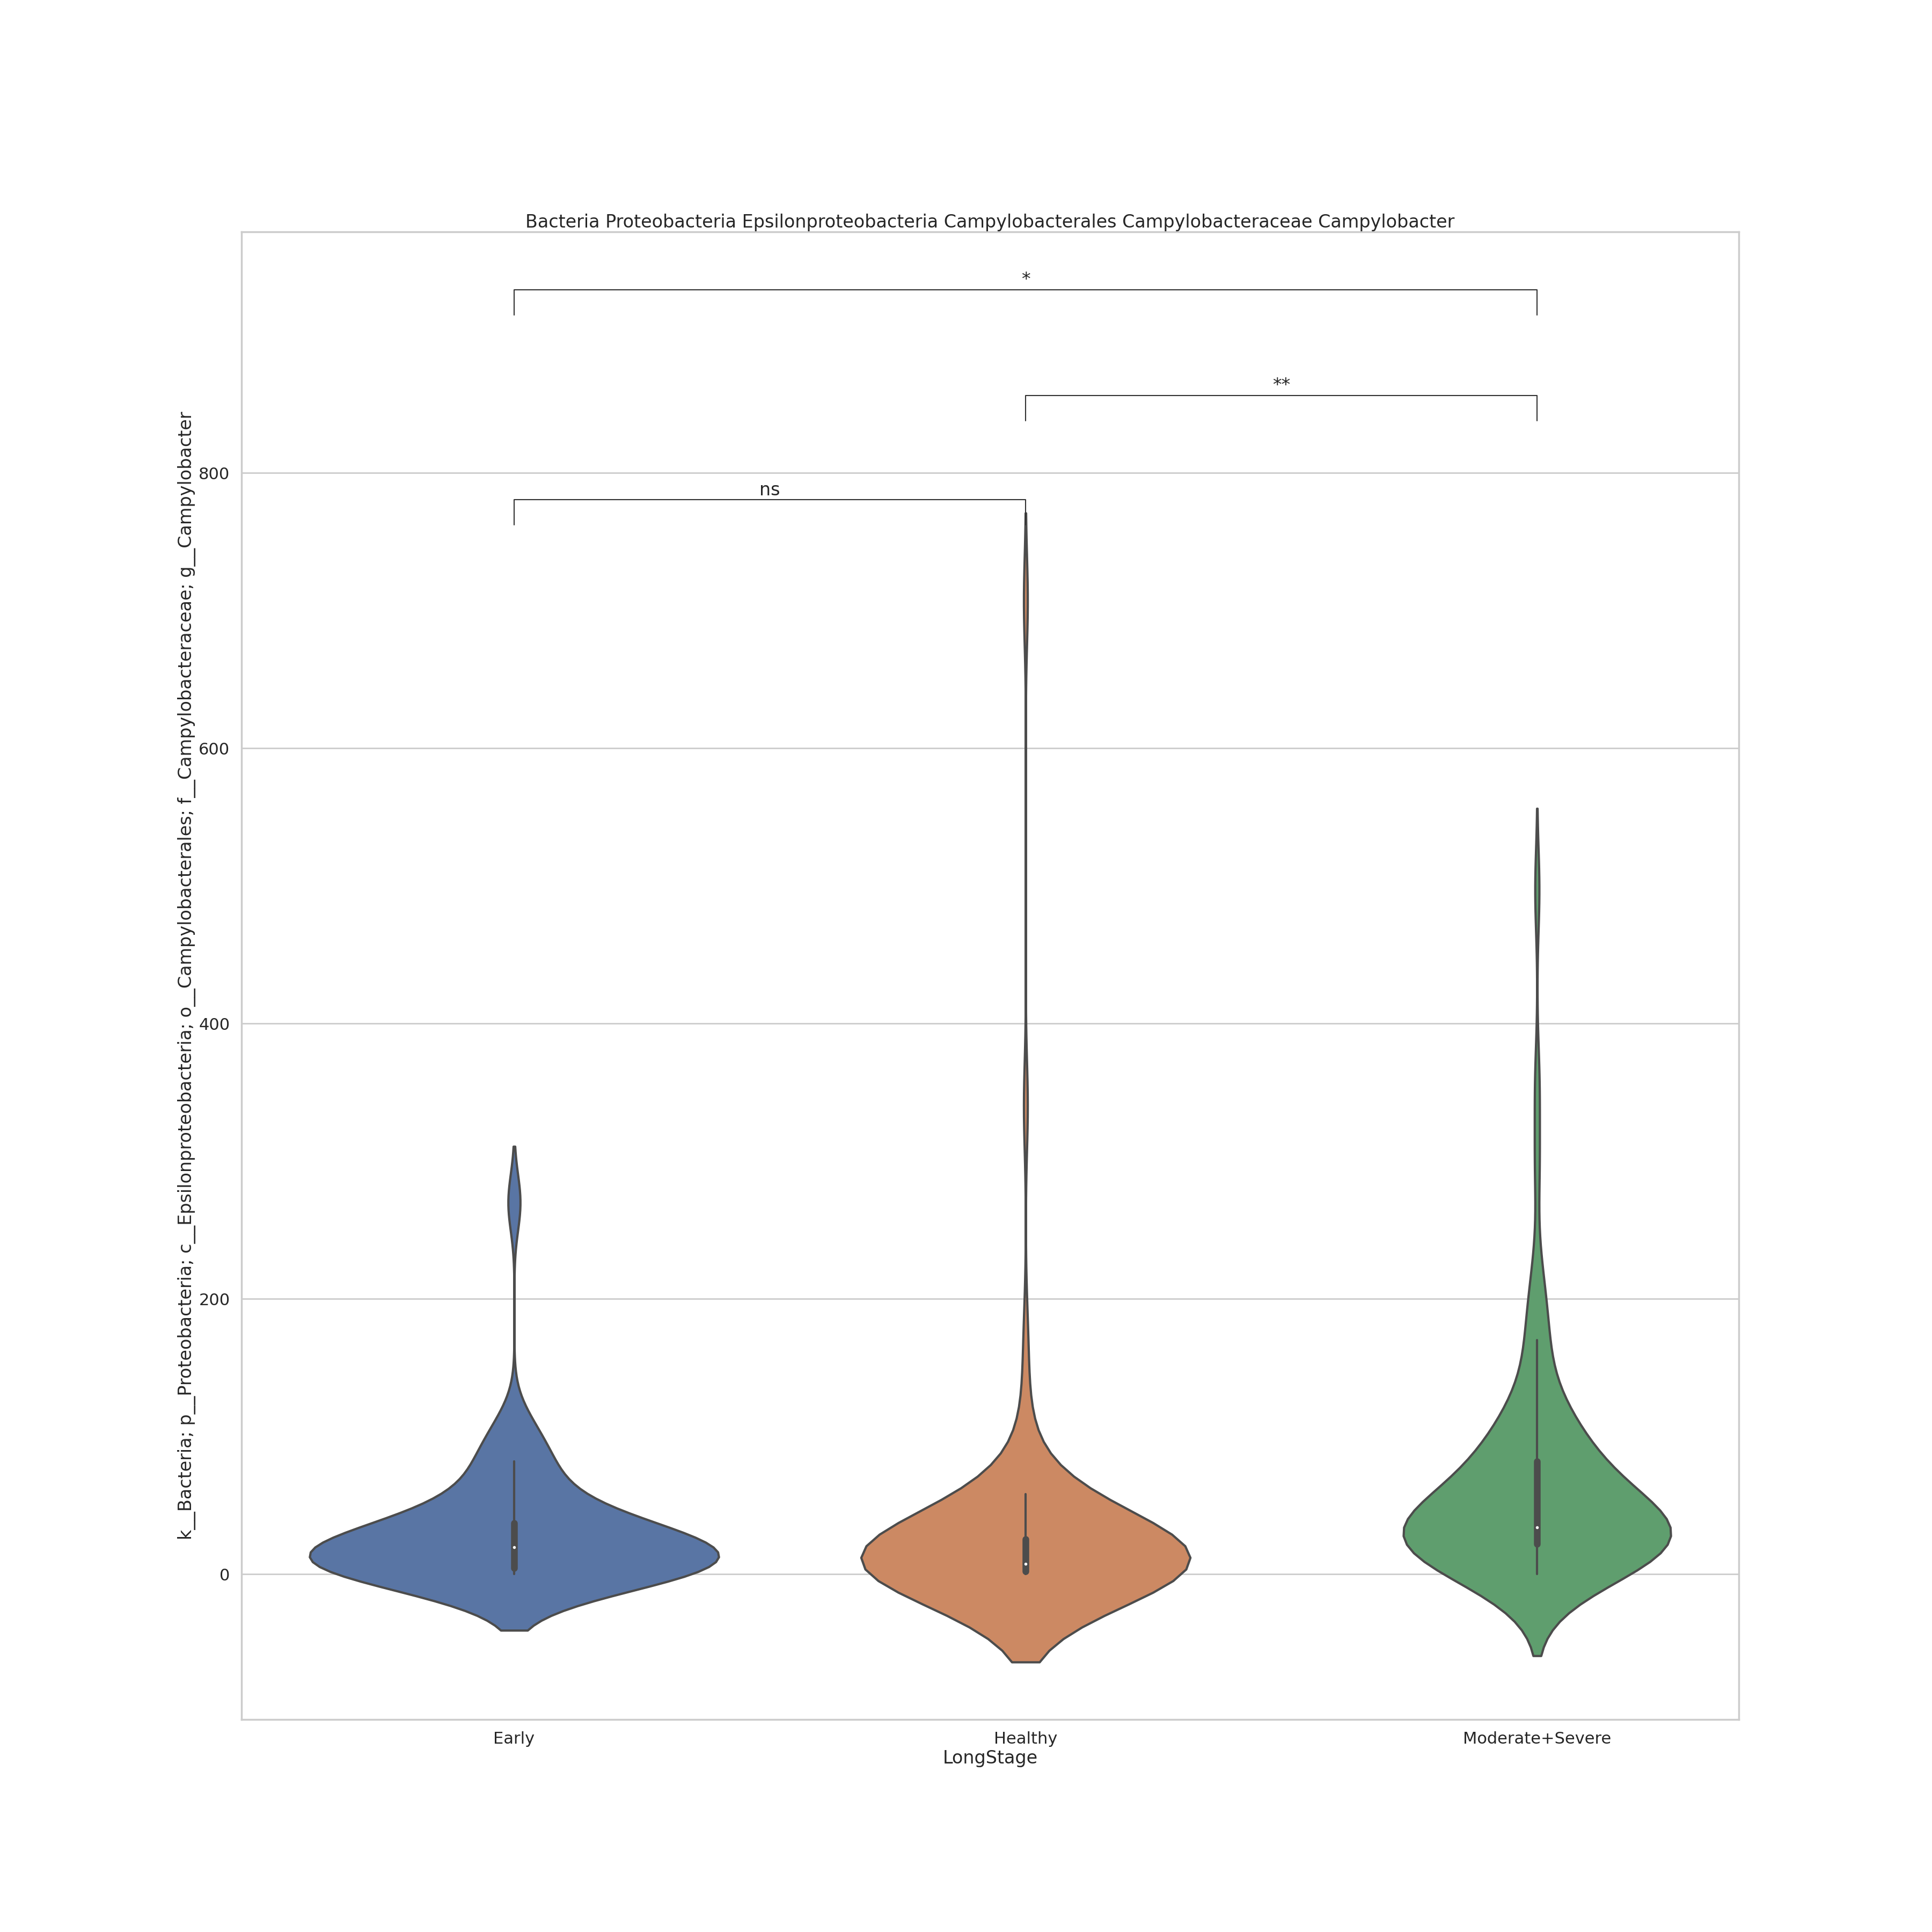 Bacteria Proteobacteria Epsilonproteobacteria Campylobacterales Campylobacteraceae Campylobacter
*
**
ns
k__Bacteria; p__Proteobacteria; c__Epsilonproteobacteria; o__Campylobacterales; f__Campylobacteraceae; g__Campylobacter
800
600
400
200
0
Early Healthy Moderate+Severe
LongStage